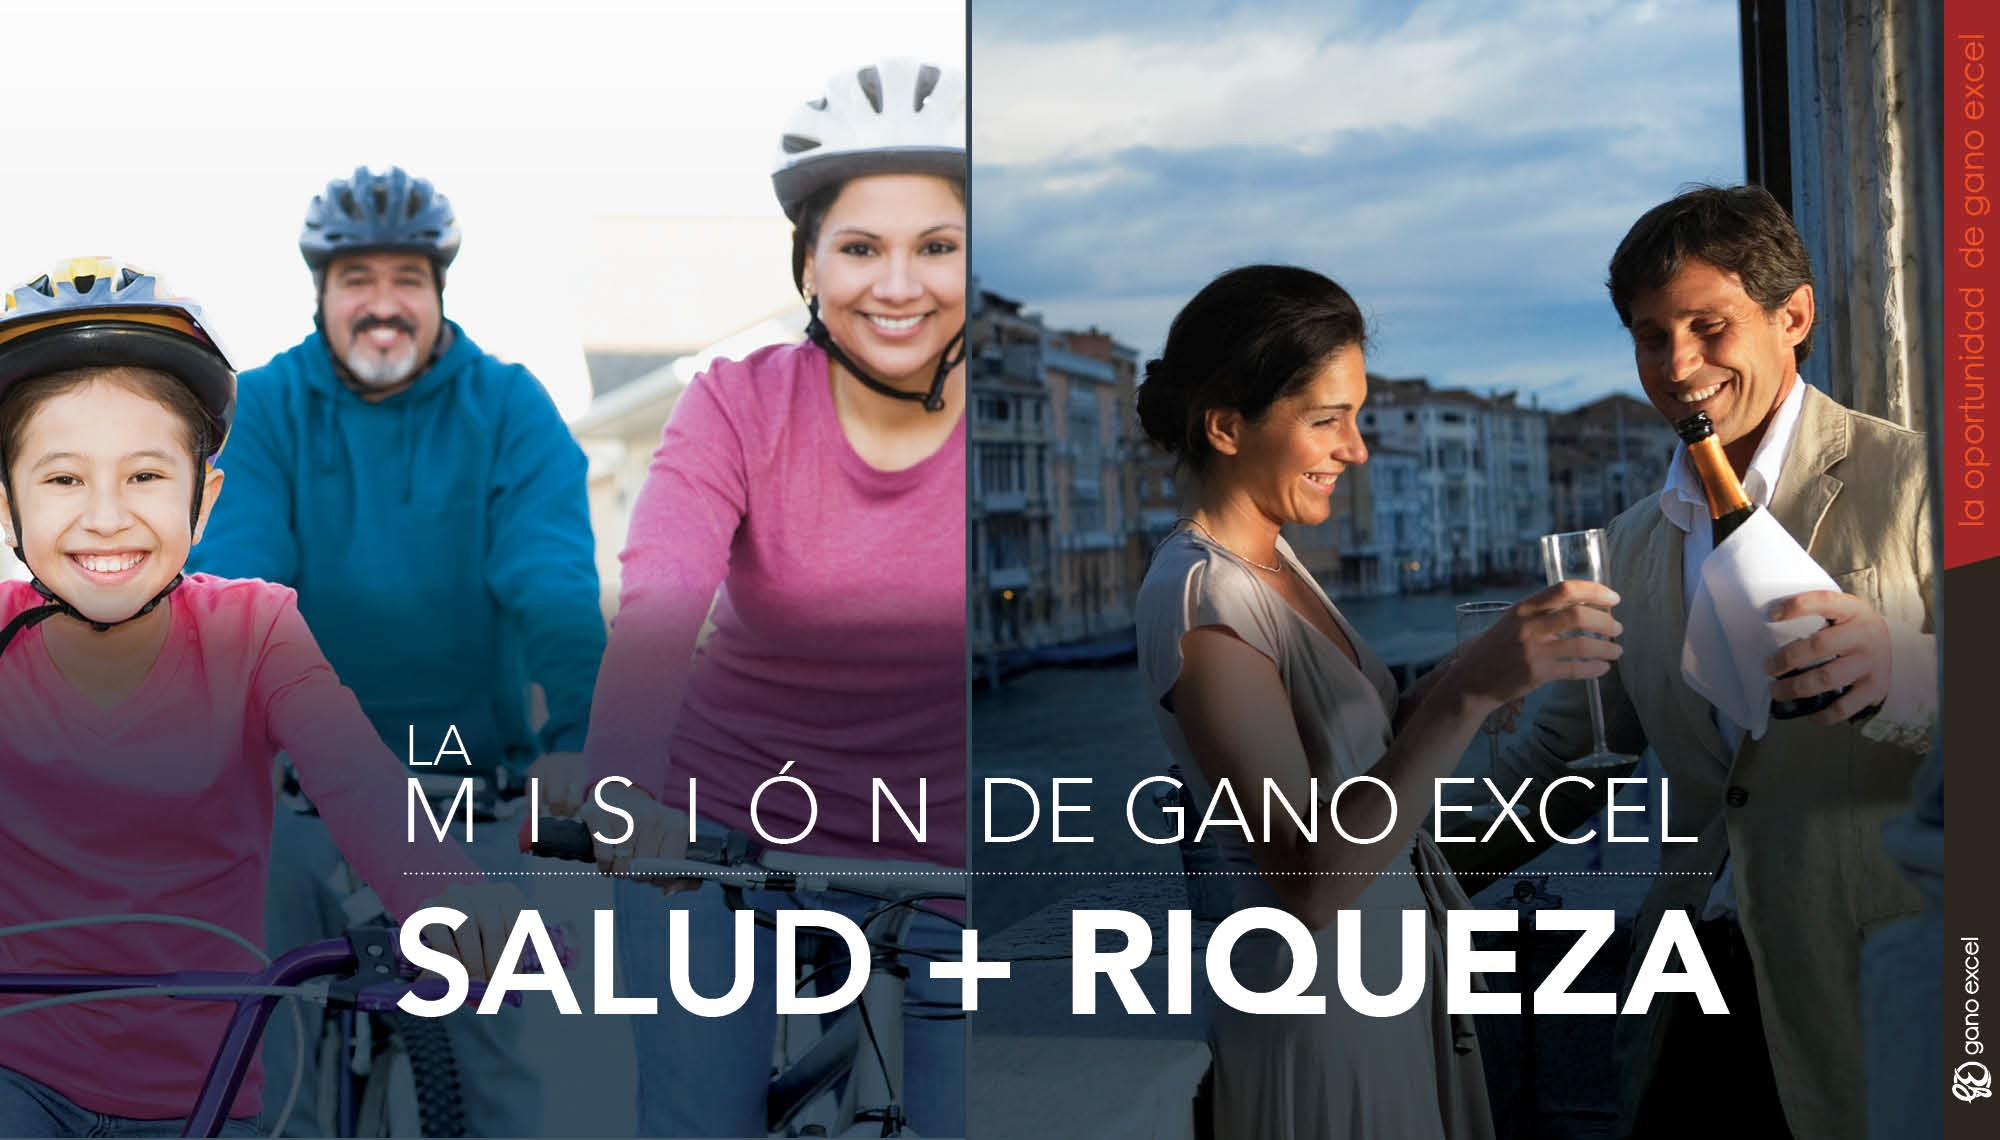 LA
MISIÓN DE GANO EXCEL
SALUD + RIQUEZA
la oportunidad de gano excel
gano excel